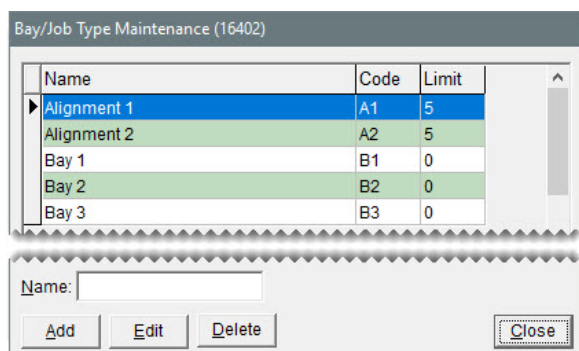 Bay/Job Type Maintenance (16402)
Name Code Limit
Alignment 1 A1 5
Alignment 2 A2 5
Bay 1 B1 0
Bay 2 B2 0
Bay 3 B3 0
Name:
Add Edit Delete Close